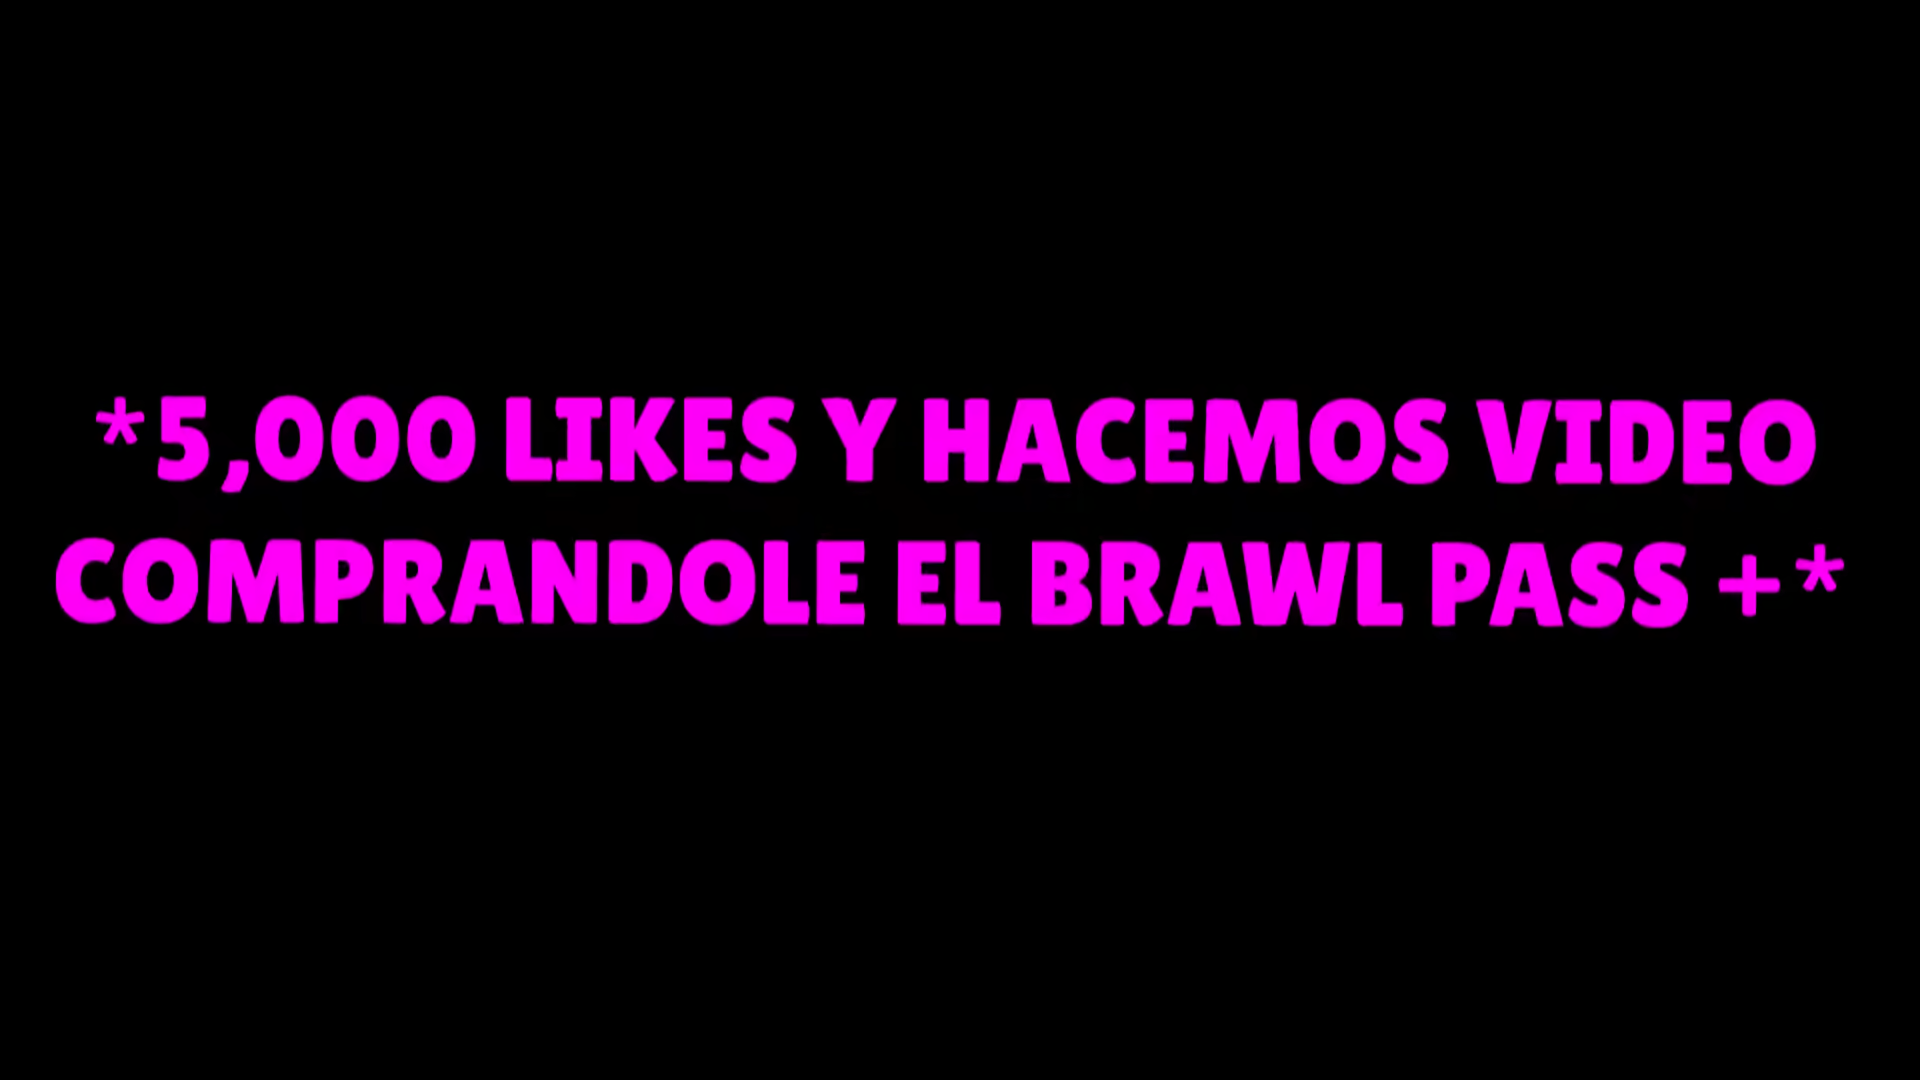 *5,000 LIKES Y HACEMOS VIDEO
COMPRANDOLE EL BRAWL PASS +*